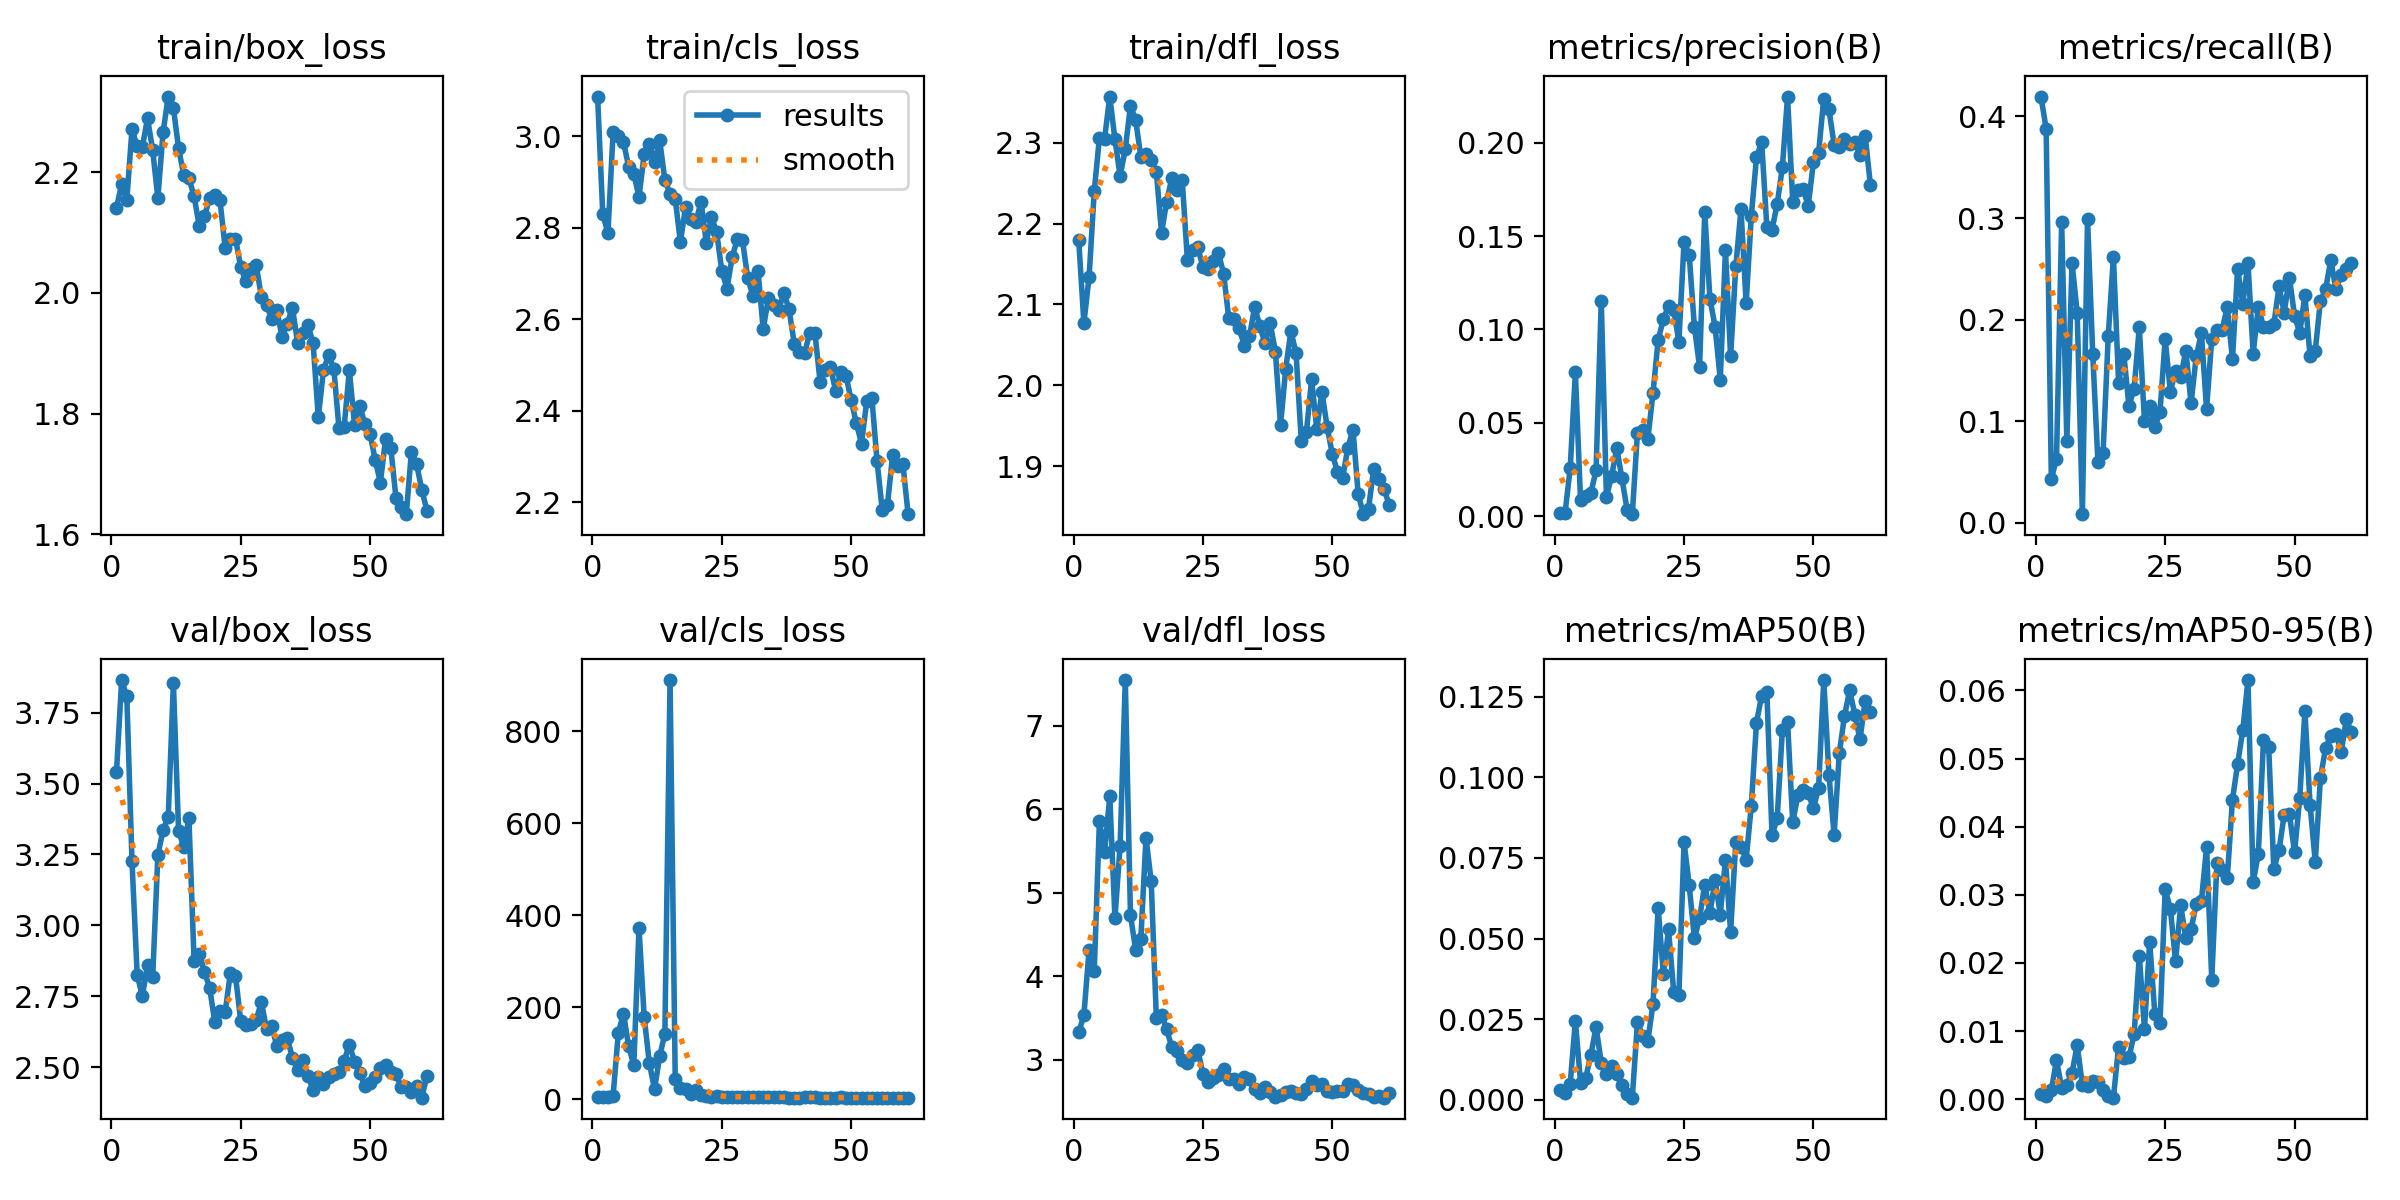 train/box_loss
train/cls_loss
train/dfl_loss
metrics/precision(B)
metrics/recall(B)
2.2
2.0
1.8
1.6
0 25 50
results
smooth
3.0
2.8
2.6
2.4
2.2
0 25 50
2.3
2.2
2.1
2.0
1.9
0 25 50
0.20
0.15
0.10
0.05
0.00
0 25 50
0.4
0.3
0.2
0.1
0.0
0 25 50
val/box_loss
val/cls_loss
val/dfl_loss
metrics/mAP50(B)
metrics/mAP50-95(B)
3.75
3.50
3.25
3.00
2.75
2.50
0 25 50
800
600
400
200
0
0 25 50
7
6
5
4
3
0 25 50
0.125
0.100
0.075
0.050
0.025
0.000
0 25 50
0.06
0.05
0.04
0.03
0.02
0.01
0.00
0 25 50